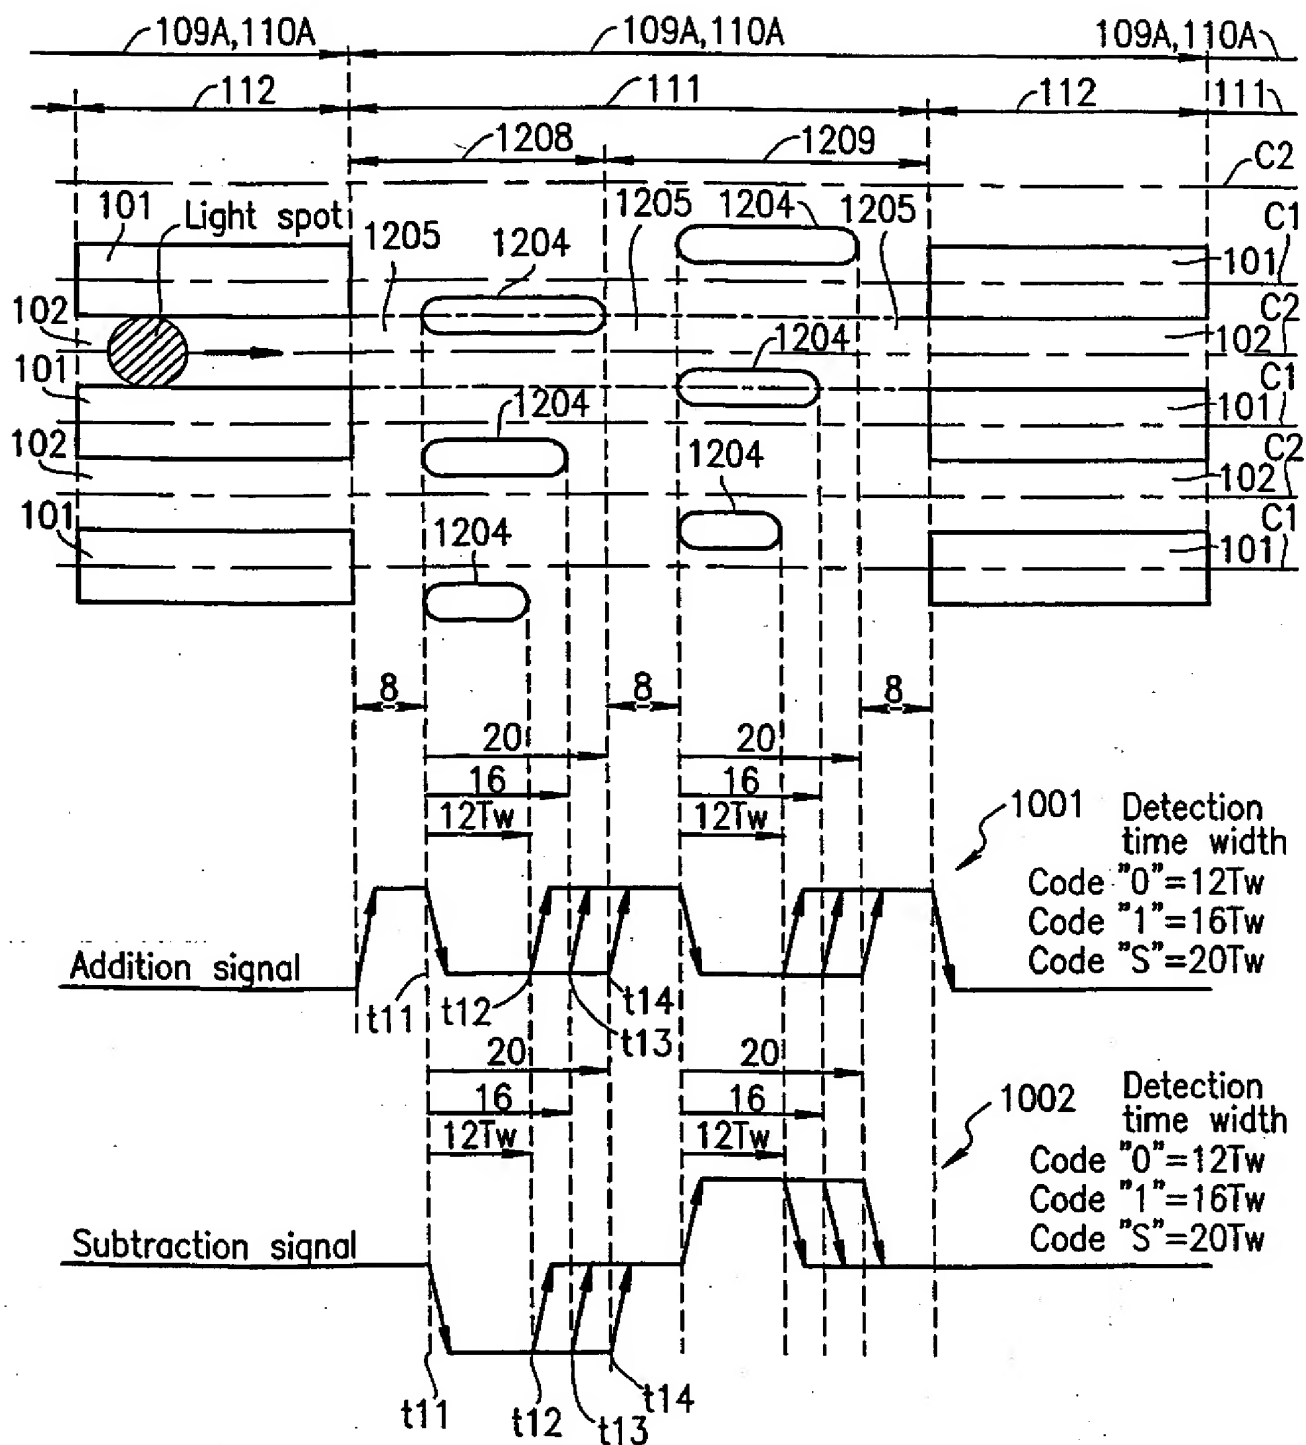 109A,110A 109A,110A 109A,110A
112 111 112 111
1208 1209
C2
101 Light spot 1205 1204 1205 1204 1205 C1
101
102 C2
102
101 1204 C1
101
102 1204 1204 C2
102
101 1204 C1
101
8 8 8
20 20
16 16
12Tw 12Tw
1001 Detection
time width
Code "0"=12Tw
Code "1"=16Tw
Code "S"=20Tw
Addition signal
t11 t12 t13 t14
20 20
16 16
12Tw 12Tw
1002 Detection
time width
Code "0"=12Tw
Code "1"=16Tw
Code "S"=20Tw
Subtraction signal
t11 t12 t13 t14